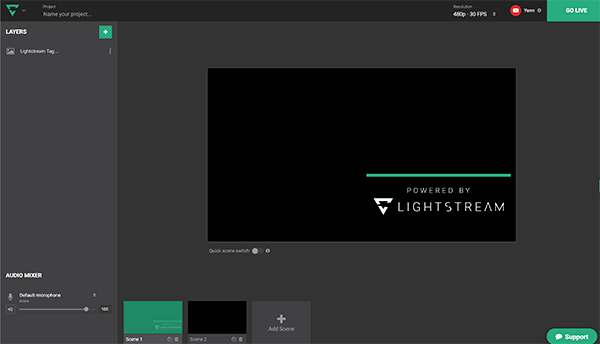 Project
Name your project...
Resolution
480p - 30 FPS
Yann
GO LIVE
LAYERS
+
Lightstream Tag ...
POWERED BY
LIGHTSTREAM
Quick scene switch
AUDIO MIXER
Default microphone
Active
100
Scene 1
Scene 2
Add Scene
Support